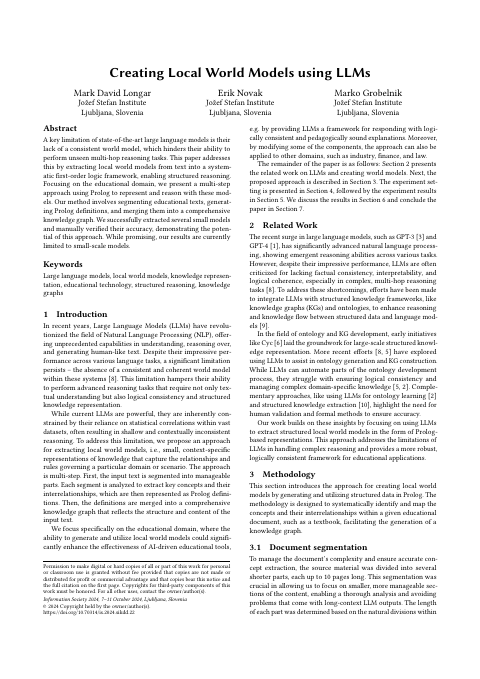 Creating Local World Models using LLMs
Mark David Longar
Jožef Stefan Institute
Ljubljana, Slovenia
Erik Novak
Jožef Stefan Institute
Ljubljana, Slovenia
Marko Grobelnik
Jožef Stefan Institute
Ljubljana, Slovenia
Abstract
A key limitation of state-of-the-art large language models is their
lack of a consistent world model, which hinders their ability to
perform unseen multi-hop reasoning tasks. This paper addresses
this by extracting local world models from text into a system-
atic first-order logic framework, enabling structured reasoning.
Focusing on the educational domain, we present a multi-step
approach using Prolog to represent and reason with these mod-
els. Our method involves segmenting educational texts, generat-
ing Prolog definitions, and merging them into a comprehensive
knowledge graph. We successfully extracted several small models
and manually verified their accuracy, demonstrating the poten-
tial of this approach. While promising, our results are currently
limited to small-scale models.
Keywords
Large language models, local world models, knowledge represen-
tation, educational technology, structured reasoning, knowledge
graphs
1 Introduction
In recent years, Large Language Models (LLMs) have revolu-
tionized the field of Natural Language Processing (NLP), offer-
ing unprecedented capabilities in understanding, reasoning over,
and generating human-like text. Despite their impressive per-
formance across various language tasks, a significant limitation
persists – the absence of a consistent and coherent world model
within these systems [8]. This limitation hampers their ability
to perform advanced reasoning tasks that require not only tex-
tual understanding but also logical consistency and structured
knowledge representation.
While current LLMs are powerful, they are inherently con-
strained by their reliance on statistical correlations within vast
datasets, often resulting in shallow and contextually inconsistent
reasoning. To address this limitation, we propose an approach
for extracting local world models, i.e., small, context-specific
representations of knowledge that capture the relationships and
rules governing a particular domain or scenario. The approach
is multi-step. First, the input text is segmented into manageable
parts. Each segment is analyzed to extract key concepts and their
interrelationships, which are then represented as Prolog defini-
tions. Then, the definitions are merged into a comprehensive
knowledge graph that reflects the structure and content of the
input text.
We focus specifically on the educational domain, where the
ability to generate and utilize local world models could signifi-
cantly enhance the effectiveness of AI-driven educational tools,
Permission to make digital or hard copies of all or part of this work for personal
or classroom use is granted without fee provided that copies are not made or
distributed for profit or commercial advantage and that copies bear this notice and
the full citation on the first page. Copyrights for third-party components of this
work must be honored. For all other uses, contact the owner/author(s).
Information Society 2024, 7–11 October 2024, Ljubljana, Slovenia
© 2024 Copyright held by the owner/author(s).
https://doi.org/10.70314/is.2024.sikdd.22
e.g. by providing LLMs a framework for responding with logi-
cally consistent and pedagogically sound explanations. Moreover,
by modifying some of the components, the approach can also be
applied to other domains, such as industry, finance, and law.
The remainder of the paper is as follows: Section 2 presents
the related work on LLMs and creating world models. Next, the
proposed approach is described in Section 3. The experiment set-
ting is presented in Section 4, followed by the experiment results
in Section 5. We discuss the results in Section 6 and conclude the
paper in Section 7.
2 Related Work
The recent surge in large language models, such as GPT-3 [3] and
GPT-4 [1], has significantly advanced natural language process-
ing, showing emergent reasoning abilities across various tasks.
However, despite their impressive performance, LLMs are often
criticized for lacking factual consistency, interpretability, and
logical coherence, especially in complex, multi-hop reasoning
tasks [8]. To address these shortcomings, efforts have been made
to integrate LLMs with structured knowledge frameworks, like
knowledge graphs (KGs) and ontologies, to enhance reasoning
and knowledge flow between structured data and language mod-
els [9].
In the field of ontology and KG development, early initiatives
like Cyc [6] laid the groundwork for large-scale structured knowl-
edge representation. More recent efforts [8, 5] have explored
using LLMs to assist in ontology generation and KG construction.
While LLMs can automate parts of the ontology development
process, they struggle with ensuring logical consistency and
managing complex domain-specific knowledge [5, 2]. Comple-
mentary approaches, like using LLMs for ontology learning [2]
and structured knowledge extraction [10], highlight the need for
human validation and formal methods to ensure accuracy.
Our work builds on these insights by focusing on using LLMs
to extract structured local world models in the form of Prolog-
based representations. This approach addresses the limitations of
LLMs in handling complex reasoning and provides a more robust,
logically consistent framework for educational applications.
3 Methodology
This section introduces the approach for creating local world
models by generating and utilizing structured data in Prolog. The
methodology is designed to systematically identify and map the
concepts and their interrelationships within a given educational
document, such as a textbook, facilitating the generation of a
knowledge graph.
3.1 Document segmentation
To manage the document's complexity and ensure accurate con-
cept extraction, the source material was divided into several
shorter parts, each up to 10 pages long. This segmentation was
crucial in allowing us to focus on smaller, more manageable sec-
tions of the content, enabling a thorough analysis and avoiding
problems that come with long-context LLM outputs. The length
of each part was determined based on the natural divisions within